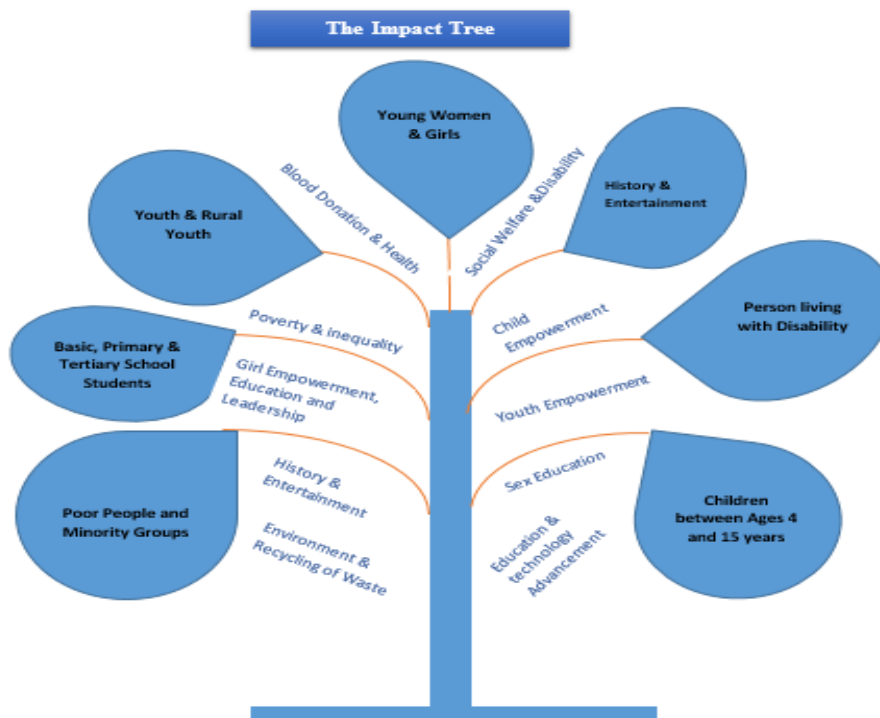 The Impact Tree
Young Women
& Girls
History &
Entertainment
Youth & Rural
Youth
Blood Donation & Health
Social Welfare &Disability
Person living
with Disability
Basic, Primary &
Tertiary School
Students
Poverty & inequality
Child
Empowerment
Girl Empowerment,
Education and
Leadership
Youth Empowerment
Poor People and
Minority Groups
History &
Entertainment
Sex Education
Children
between Ages 4
and 15 years
Environment &
Recycling of Waste
Education &
technology
Advancement